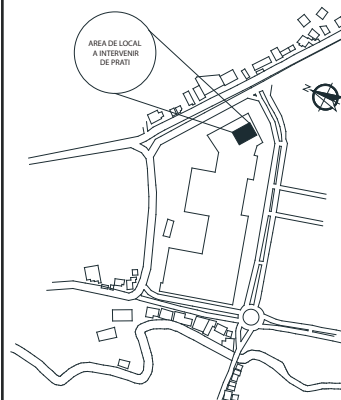 AREA DE LOCAL
A INTERVENIR
DE PRATI
N